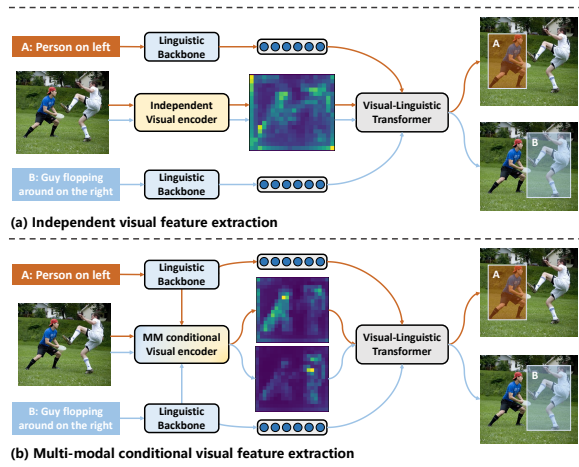 A: Person on left
Linguistic
Backbone
A
Independent
Visual encoder
Visual-Linguistic
Transformer
B
B: Guy flopping
around on the right
Linguistic
Backbone
(a) Independent visual feature extraction
A: Person on left
Linguistic
Backbone
A
MM conditional
Visual encoder
Visual-Linguistic
Transformer
B
B: Guy flopping
around on the right
Linguistic
Backbone
(b) Multi-modal conditional visual feature extraction